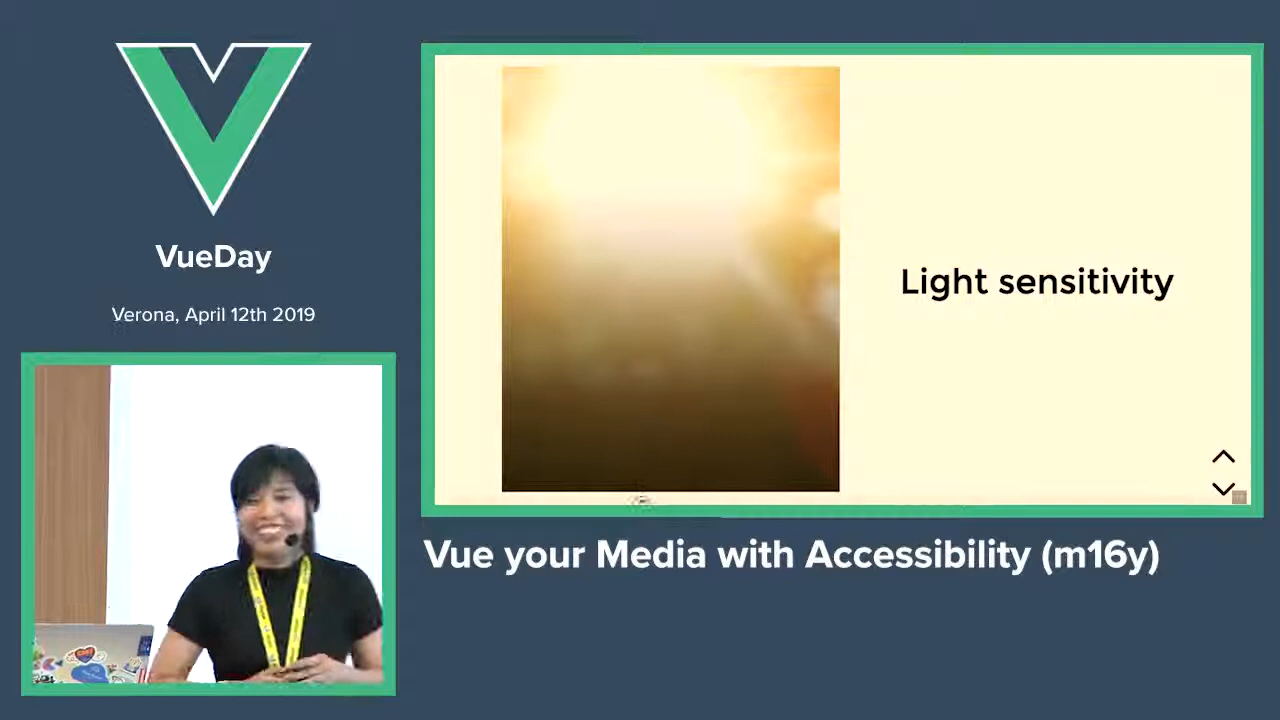 VueDay
Verona, April 12th 2019
Light sensitivity
Vue your Media with Accessibility (m16y)